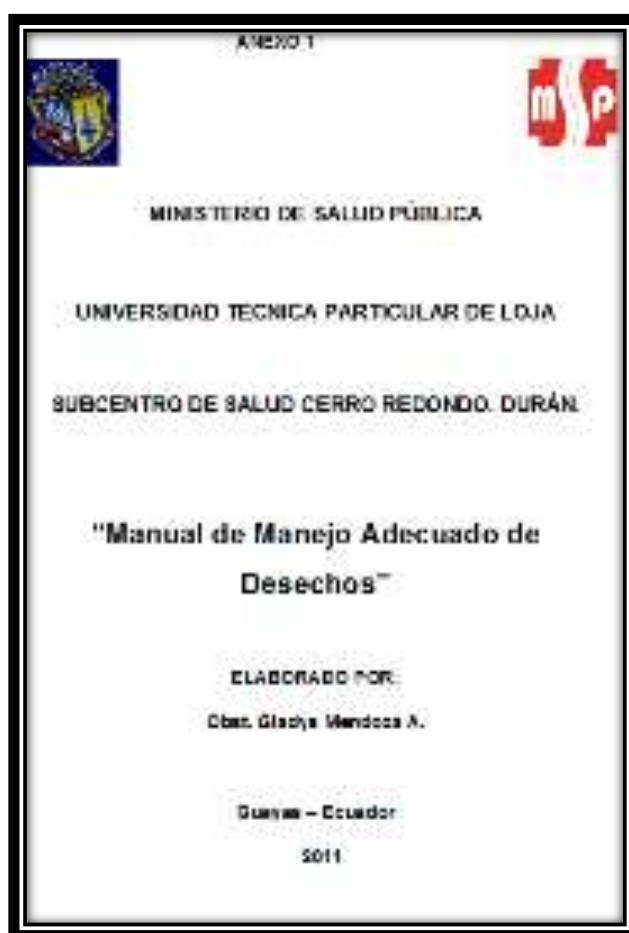 ANEXO 1
MSP
MINISTERIO DE SALUD PÚBLICA
UNIVERSIDAD TECNICA PARTICULAR DE LOJA
SUBCENTRO DE SALUD CERRO REDONDO. DURÁN.
"Manual de Manejo Adecuado de
Desechos"
ELABORADO POR:
Obst. Gladys Mendoza A.
Guayas – Ecuador
2011